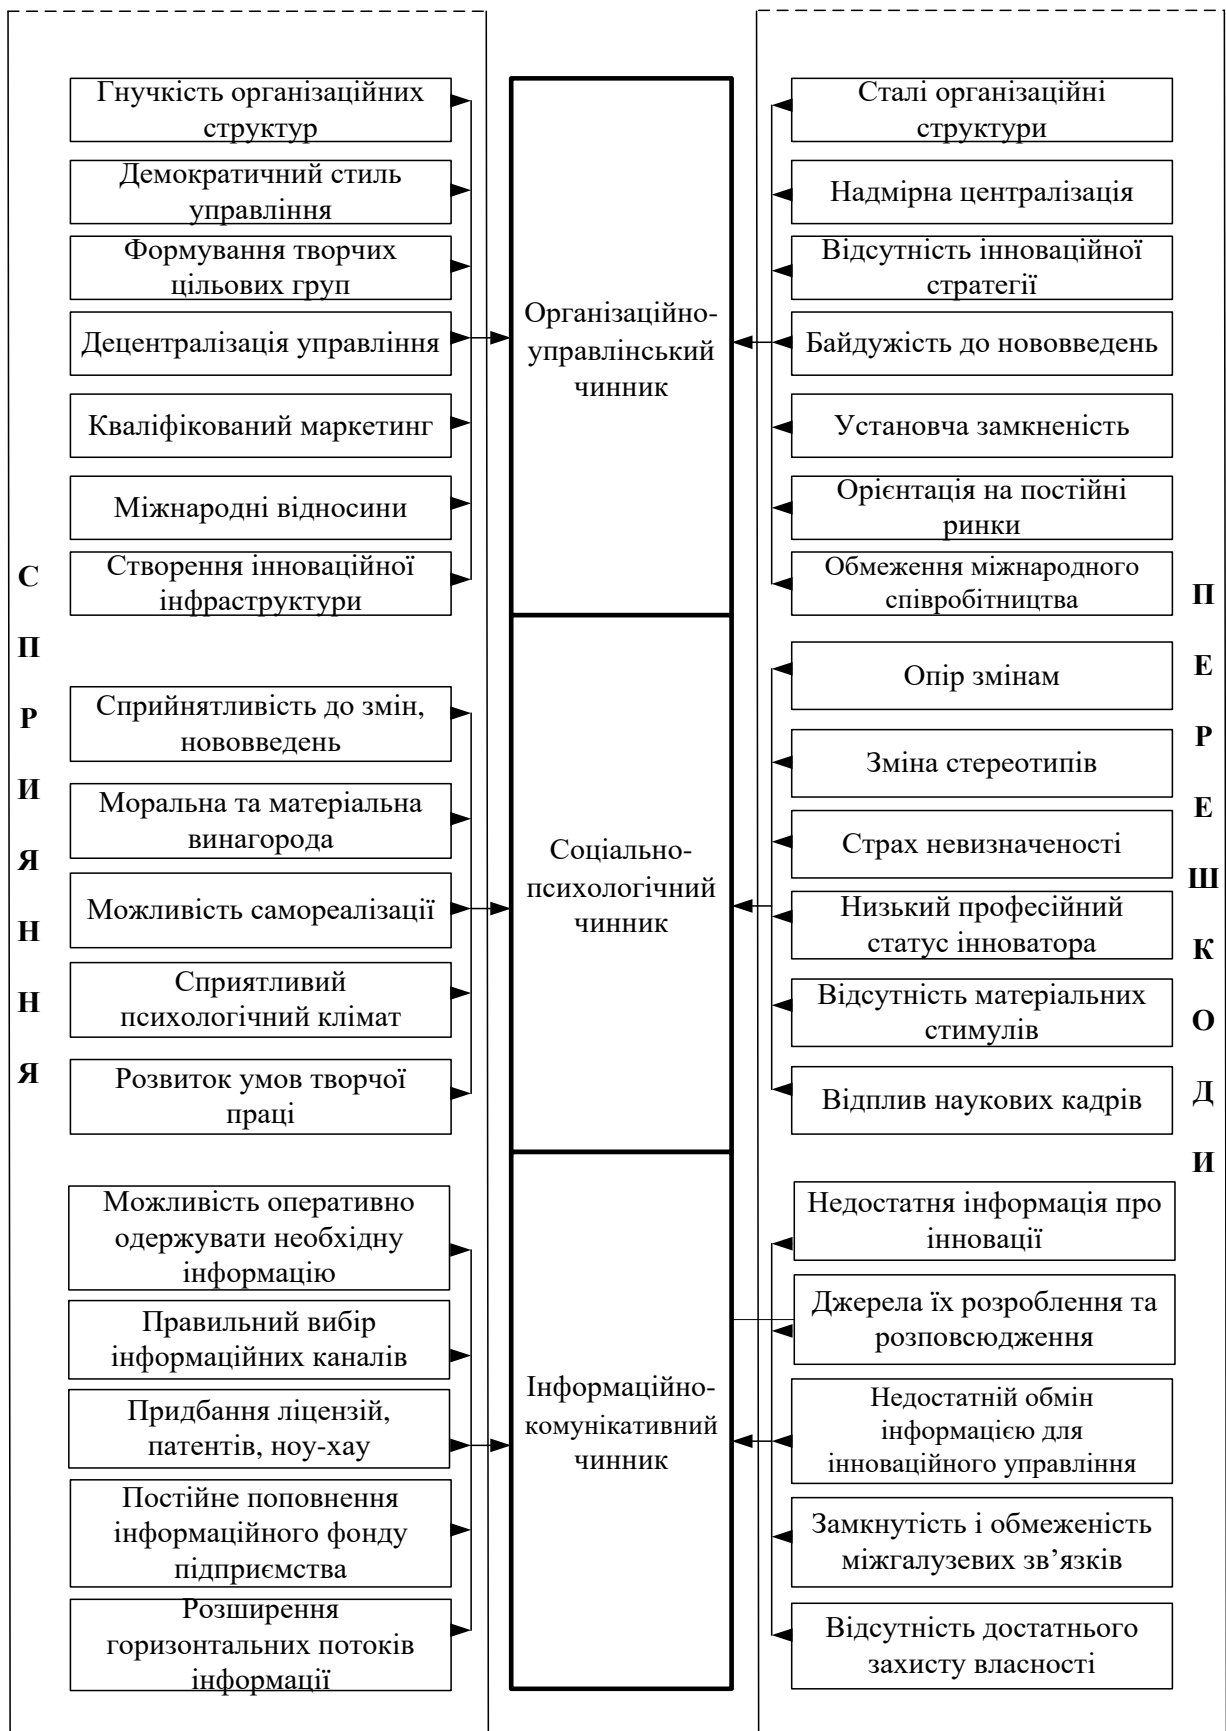 Гнучкість організаційних
структур
Демократичний стиль
управління
Формування творчих
цільових груп
Децентралізація управління
Кваліфікований маркетинг
Міжнародні відносини
Створення інноваційної
інфраструктури
Сприйнятливість до змін,
нововведень
Моральна та матеріальна
винагорода
Можливість самореалізації
Сприятливий
психологічний клімат
Розвиток умов творчої
праці
Можливість оперативно
одержувати необхідну
інформацію
Правильний вибір
інформаційних каналів
Придбання ліцензій,
патентів, ноу-хау
Постійне поповнення
інформаційного фонду
підприємства
Розширення
горизонтальних потоків
інформації
С
П
Р
И
Я
Н
Н
Я
Організаційно-
управлінський
чинник
Соціально-
психологічний
чинник
Інформаційно-
комунікативний
чинник
Сталі організаційні
структури
Надмірна централізація
Відсутність інноваційної
стратегії
Байдужість до нововведень
Установча замкненість
Орієнтація на постійні
ринки
Обмеження міжнародного
співробітництва
Опір змінам
Зміна стереотипів
Страх невизначеності
Низький професійний
статус інноватора
Відсутність матеріальних
стимулів
Відплив наукових кадрів
Недостатня інформація про
інновації
Джерела їх розроблення та
розповсюдження
Недостатній обмін
інформацією для
інноваційного управління
Замкнутість і обмеженість
міжгалузевих зв’язків
Відсутність достатнього
захисту власності
П
Е
Р
Е
Ш
К
О
Д
И